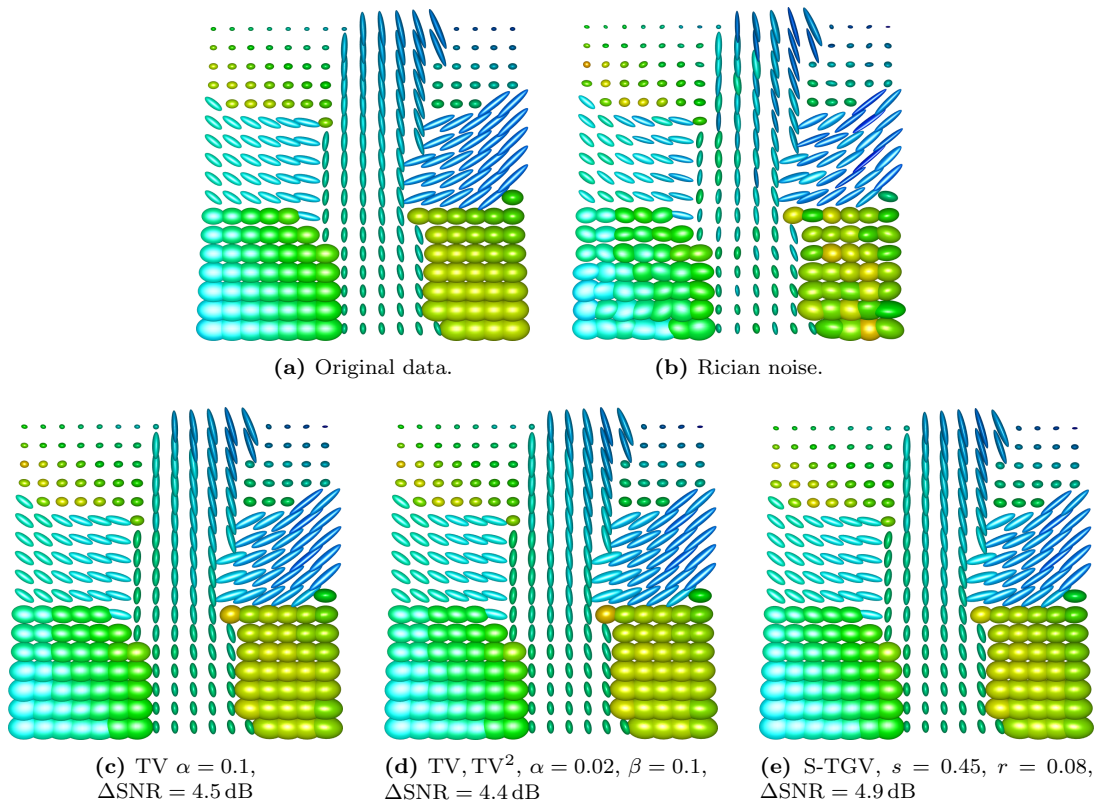 (a) Original data.
(b) Rician noise.
(c) TV α = 0.1,
ΔSNR = 4.5 dB
(d) TV, TV², α = 0.02, β = 0.1,
ΔSNR = 4.4 dB
(e) S-TGV, s = 0.45, r = 0.08,
ΔSNR = 4.9 dB